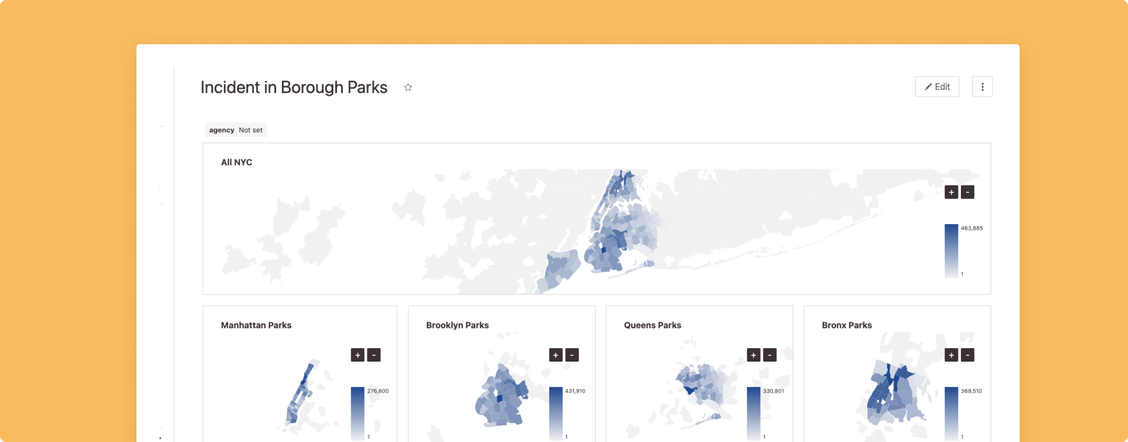 Incident in Borough Parks
Edit
agency Not set
All NYC
+ -
463,685
1
Manhattan Parks
+ -
276,800
1
Brooklyn Parks
+ -
431,910
1
Queens Parks
+ -
330,801
1
Bronx Parks
+ -
369,510
1